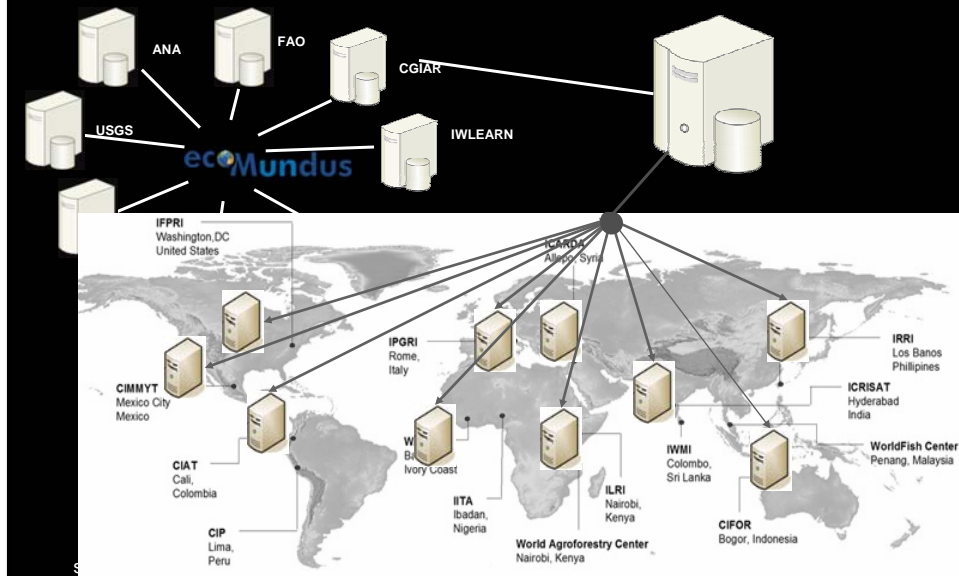 ANA
FAO
CGIAR
USGS
IWLEARN
ecoMundus
IFPRI
Washington,DC
United States
ICARDA
Allepo, Syria
IPGRI
Rome,
Italy
IRRI
Los Banos
Phillipines
CIMMYT
Mexico City
Mexico
ICRISAT
Hyderabad
India
W
Ba
Ivory Coast
IWMI
Colombo,
Sri Lanka
WorldFish Center
Penang, Malaysia
CIAT
Cali,
Colombia
ILRI
Nairobi,
Kenya
IITA
Ibadan,
Nigeria
CIFOR
Bogor, Indonesia
CIP
Lima,
Peru
World Agroforestry Center
Nairobi, Kenya
S